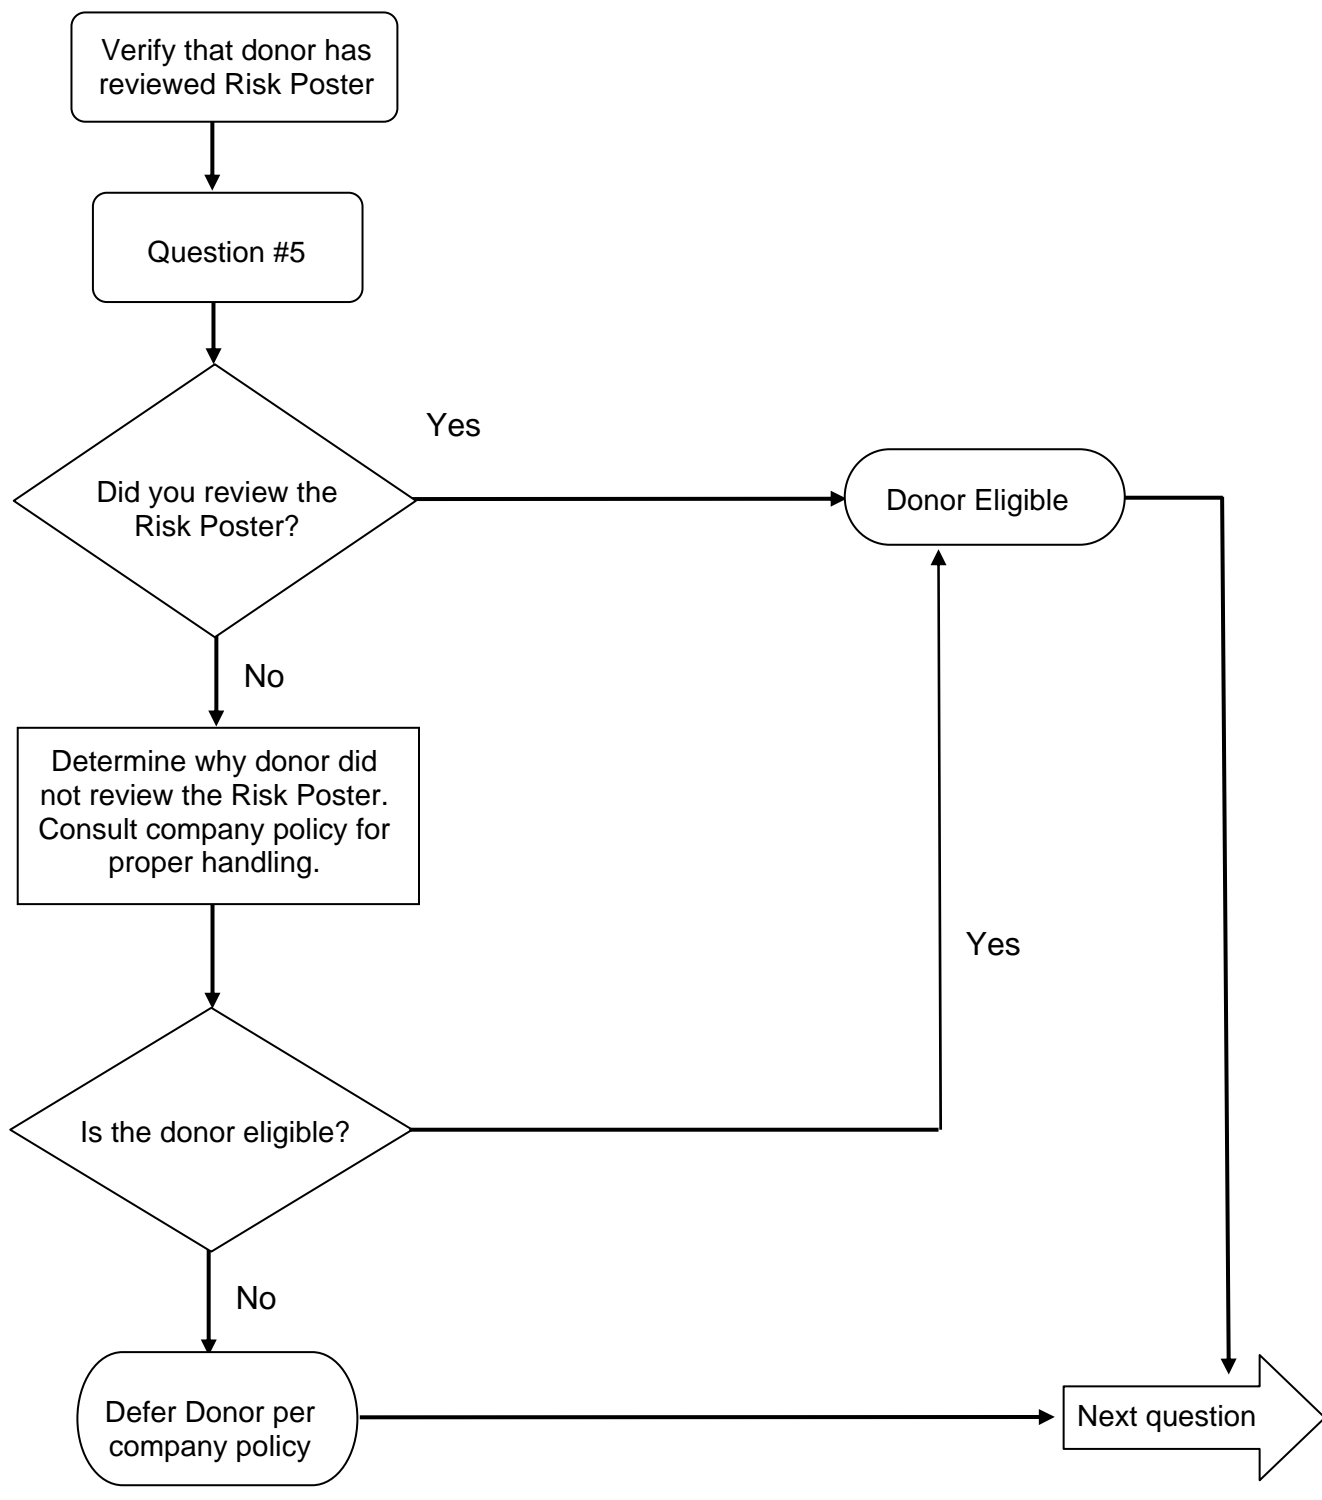 Verify that donor has
reviewed Risk Poster
Question #5
Yes
Did you review the
Risk Poster?
Donor Eligible
No
Determine why donor did
not review the Risk Poster.
Consult company policy for
proper handling.
Yes
Is the donor eligible?
No
Defer Donor per
company policy
Next question